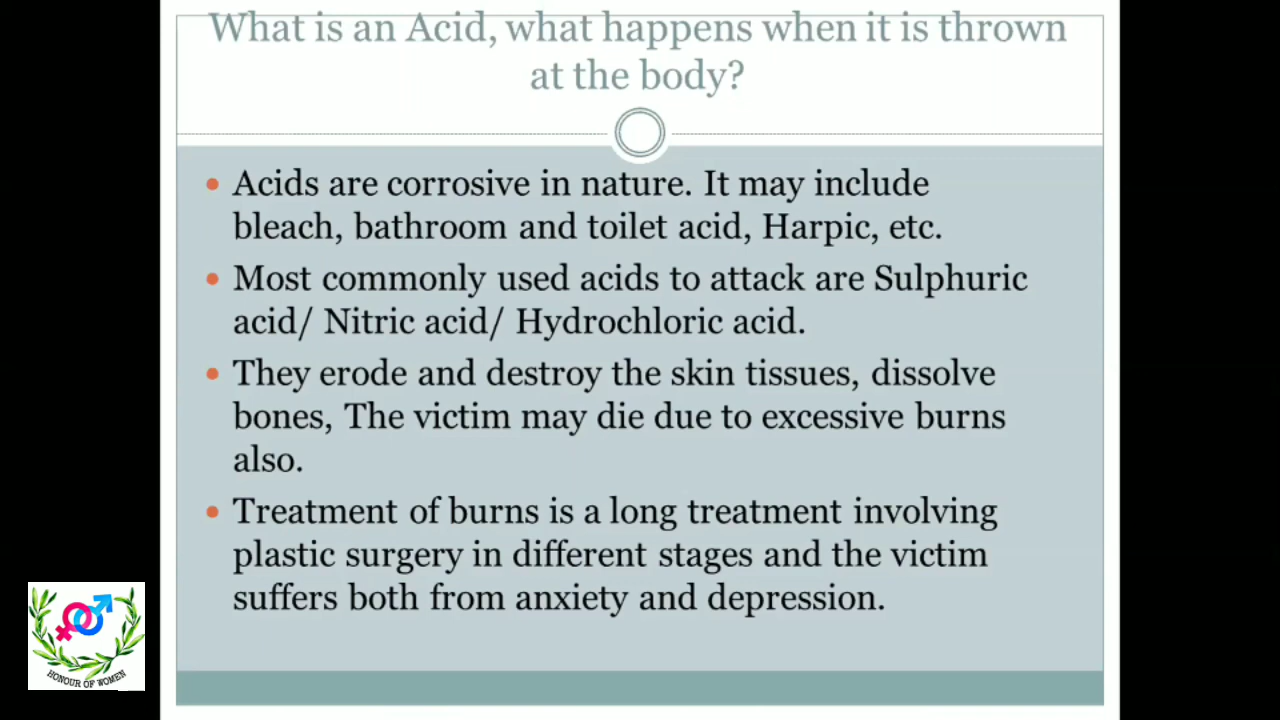 What is an Acid, what happens when it is thrown
at the body?
• Acids are corrosive in nature. It may include
bleach, bathroom and toilet acid, Harpic, etc.
• Most commonly used acids to attack are Sulphuric
acid/ Nitric acid/ Hydrochloric acid.
• They erode and destroy the skin tissues, dissolve
bones, The victim may die due to excessive burns
also.
• Treatment of burns is a long treatment involving
plastic surgery in different stages and the victim
suffers both from anxiety and depression.
HONOUR OF WOMEN